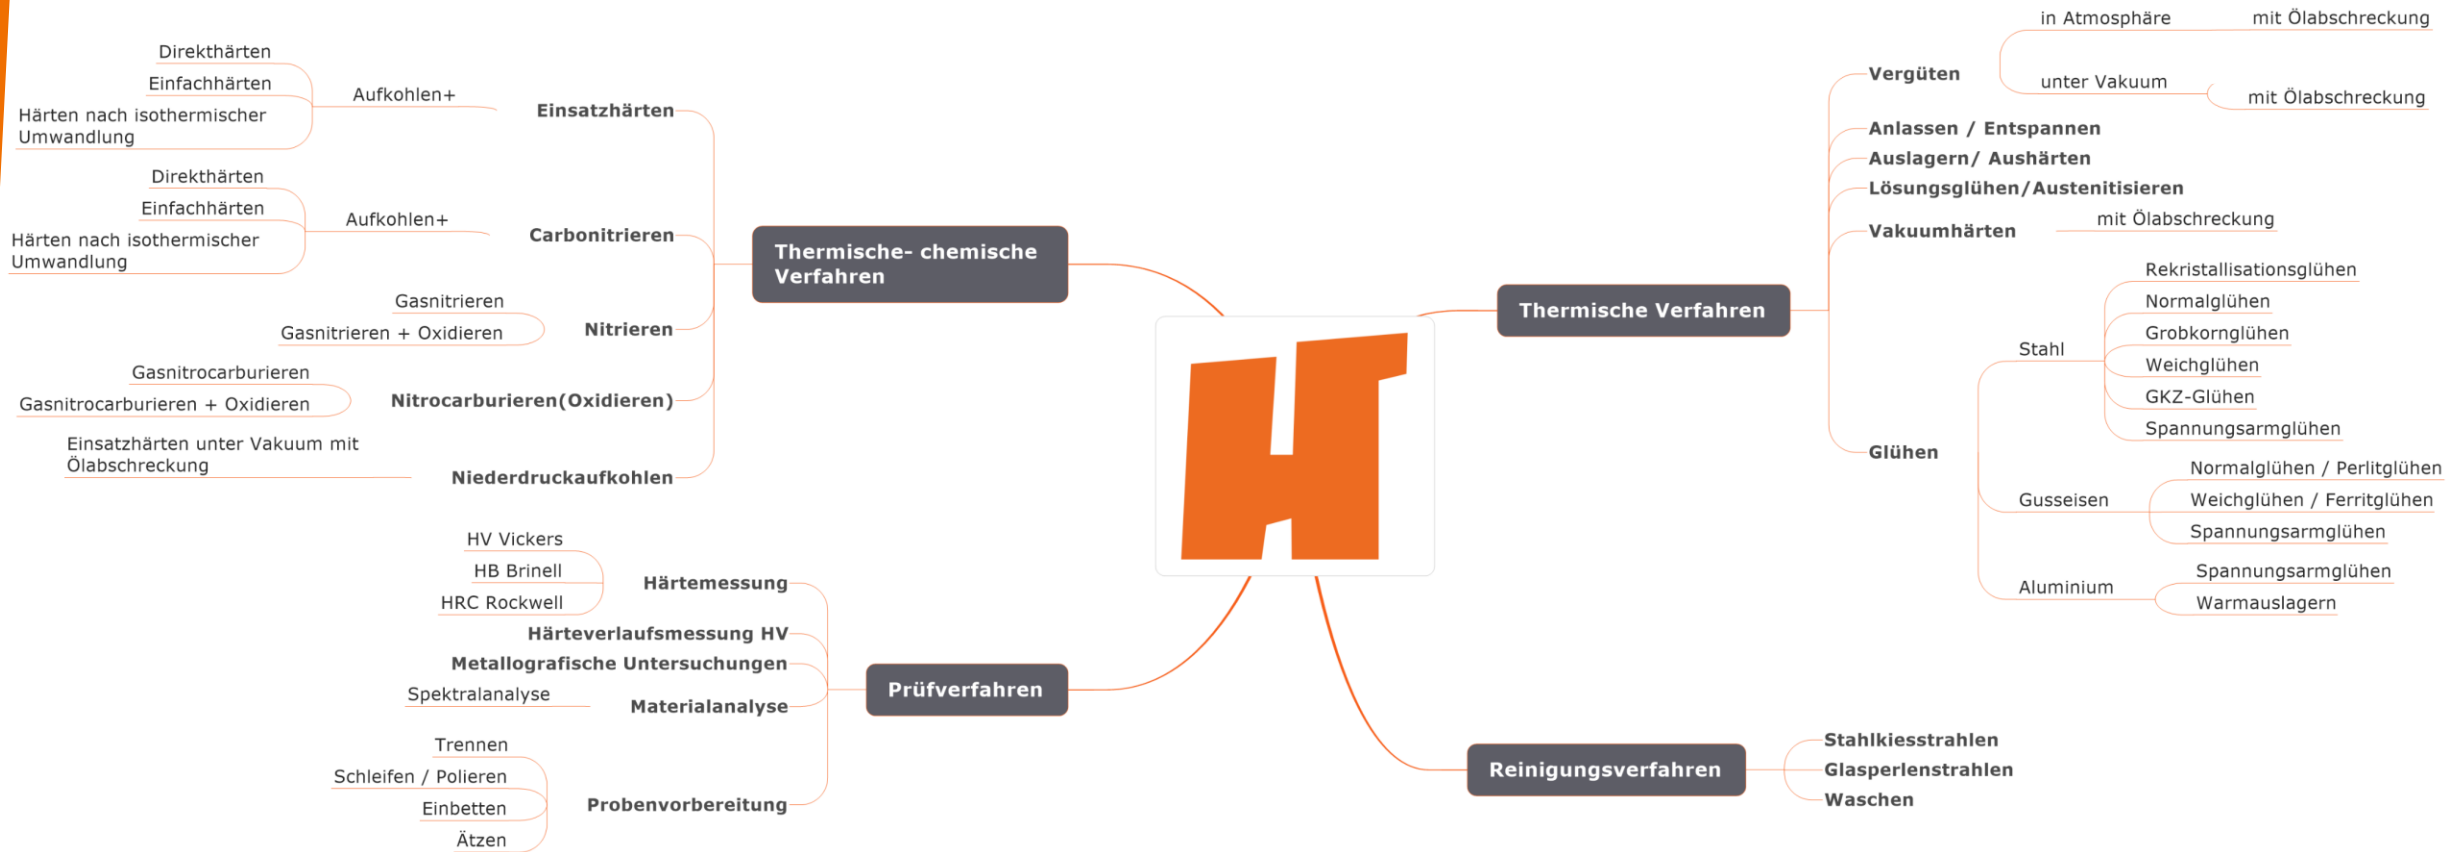 Direkthärten
Einfachhärten
Härten nach isothermischer
Umwandlung
Aufkohlen+
Einsatzhärten
Direkthärten
Einfachhärten
Härten nach isothermischer
Umwandlung
Aufkohlen+
Carbonitrieren
Gasnitrieren
Gasnitrieren + Oxidieren
Nitrieren
Gasnitrocarburieren
Gasnitrocarburieren + Oxidieren
Nitrocarburieren(Oxidieren)
Einsatzhärten unter Vakuum mit
Ölabschreckung
Niederdruckaufkohlen
Thermische- chemische
Verfahren
HV Vickers
HB Brinell
HRC Rockwell
Härtemessung
Härteverlaufsmessung HV
Metallografische Untersuchungen
Spektralanalyse
Materialanalyse
Trennen
Schleifen / Polieren
Einbetten
Ätzen
Probenvorbereitung
Prüfverfahren
HT
Thermische Verfahren
Vergüten
in Atmosphäre
mit Ölabschreckung
unter Vakuum
mit Ölabschreckung
Anlassen / Entspannen
Auslagern/ Aushärten
Lösungsglühen/Austenitisieren
Vakuumhärten
mit Ölabschreckung
Glühen
Stahl
Rekristallisationsglühen
Normalglühen
Grobkornglühen
Weichglühen
GKZ-Glühen
Spannungsarmglühen
Gusseisen
Normalglühen / Perlitglühen
Weichglühen / Ferritglühen
Spannungsarmglühen
Aluminium
Spannungsarmglühen
Warmauslagern
Reinigungsverfahren
Stahlkiesstrahlen
Glasperlenstrahlen
Waschen